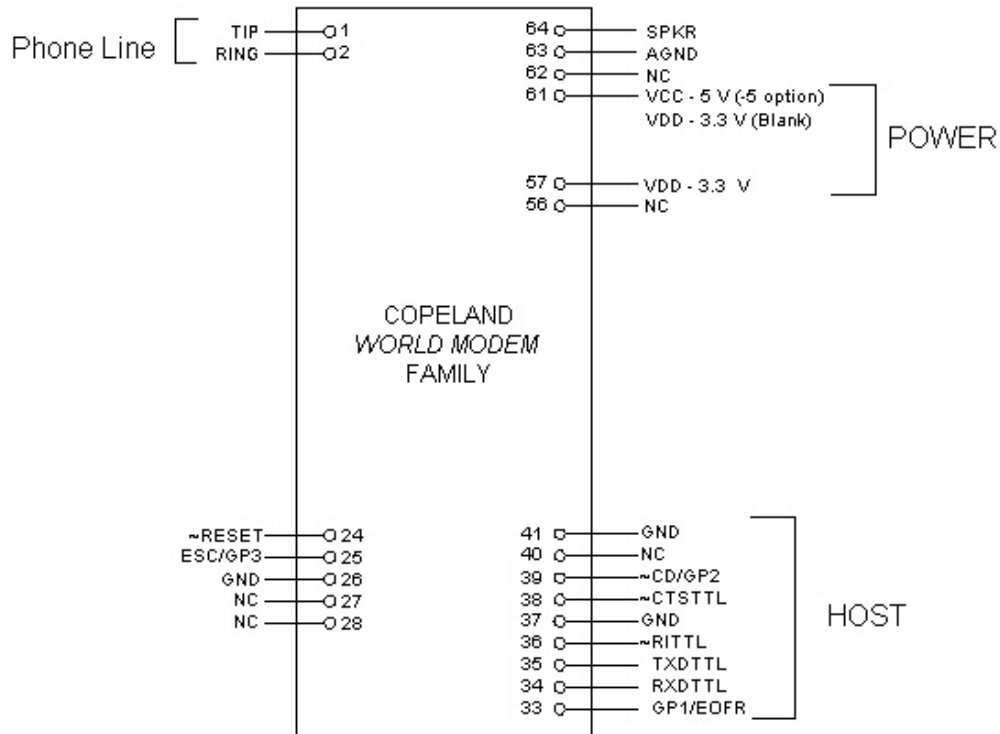 Phone Line
TIP 1
RING 2
64 SPKR
63 AGND
62 NC
61 VCC - 5 V (-5 option)
VDD - 3.3 V (Blank)
57 VDD - 3.3 V
56 NC
POWER
COPELAND
WORLD MODEM
FAMILY
~RESET 24
ESC/GP3 25
GND 26
NC 27
NC 28
41 GND
40 NC
39 ~CD/GP2
38 ~CTSTTL
37 GND
36 ~RITTL
35 TXDTTL
34 RXDTTL
33 GP1/EOFR
HOST